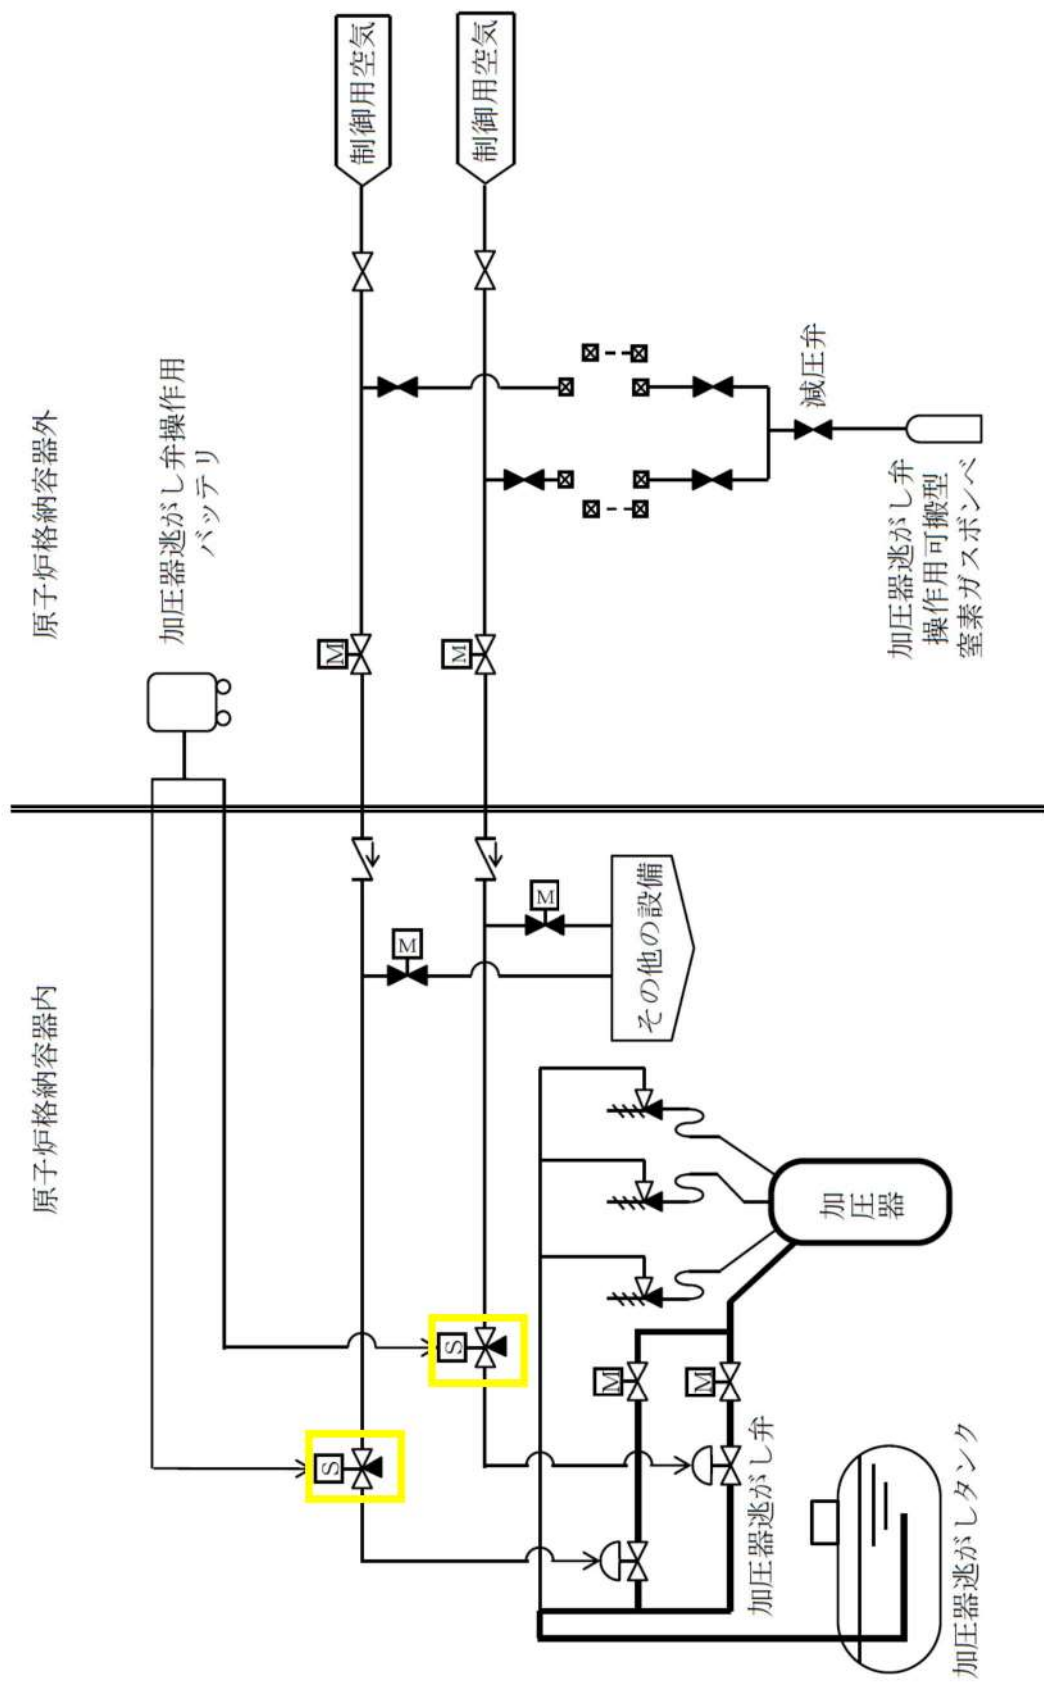 原子炉格納容器内
原子炉格納容器外
加圧器逃がし弁操作用
バッテリ
制御用空気
制御用空気
M
M
M
M
その他の設備
減圧弁
加圧器逃がし弁
操作用可搬型
窒素ガスボンベ
S
S
M
M
加圧器
加圧器逃がし弁
加圧器逃がしタンク